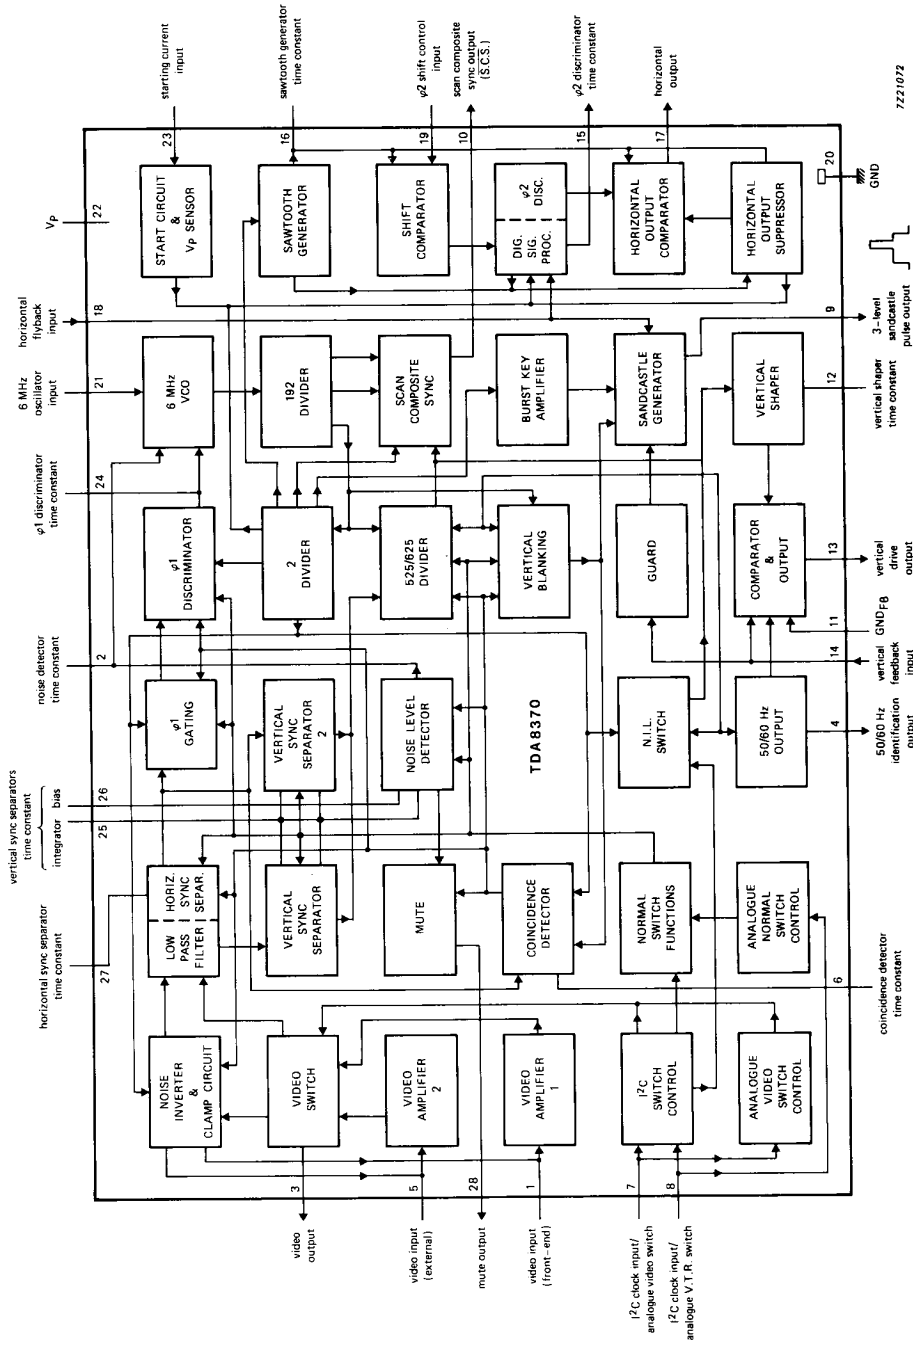 starting current
input
23
sawtooth generator
time constant
16
φ2 shift control
input
19
scan composite
sync output
(S.C.S.)
10
φ2 discriminator
time constant
15
horizontal
output
17
7Z21072
Vp
22
START CIRCUIT
&
Vp SENSOR
SAWTOOTH
GENERATOR
SHIFT
COMPARATOR
DIG.
SIG.
PROC.
φ2
DISC.
HORIZONTAL
OUTPUT
COMPARATOR
HORIZONTAL
OUTPUT
SUPPRESSOR
20
GND
horizontal
flyback
input
18
6 MHz
oscillator
input
21
6 MHz
VCO
192
DIVIDER
SCAN
COMPOSITE
SYNC
BURST KEY
AMPLIFIER
SANDCASTLE
GENERATOR
VERTICAL
SHAPER
9
3-level
sandcastle
pulse output
12
vertical shaper
time constant
φ1 discriminator
time constant
24
φ1
DISCRIMINATOR
2
DIVIDER
525/625
DIVIDER
VERTICAL
BLANKING
GUARD
COMPARATOR
&
OUTPUT
13
vertical
drive
output
11
GNDFB
noise detector
time constant
2
φ1
GATING
VERTICAL
SYNC
SEPARATOR
2
NOISE LEVEL
DETECTOR
TDA8370
N.I.L.
SWITCH
50/60 Hz
OUTPUT
14
vertical
feedback
input
4
50/60 Hz
identification
output
vertical sync separators
time constant
bias
26
integrator
25
horizontal sync separator
time constant
27
LOW
PASS
FILTER
HORIZ.
SYNC
SEPAR.
VERTICAL
SYNC
SEPARATOR
MUTE
COINCIDENCE
DETECTOR
NORMAL
SWITCH
FUNCTIONS
ANALOGUE
NORMAL
SWITCH
CONTROL
6
coincidence detector
time constant
NOISE
INVERTER
&
CLAMP CIRCUIT
VIDEO
SWITCH
VIDEO
AMPLIFIER
2
VIDEO
AMPLIFIER
1
I²C
SWITCH
CONTROL
ANALOGUE
VIDEO
SWITCH
CONTROL
3
video
output
5
video input
(external)
28
mute output
1
video input
(front-end)
7
I²C clock input/
analogue video switch
8
I²C clock input/
analogue V.T.R. switch